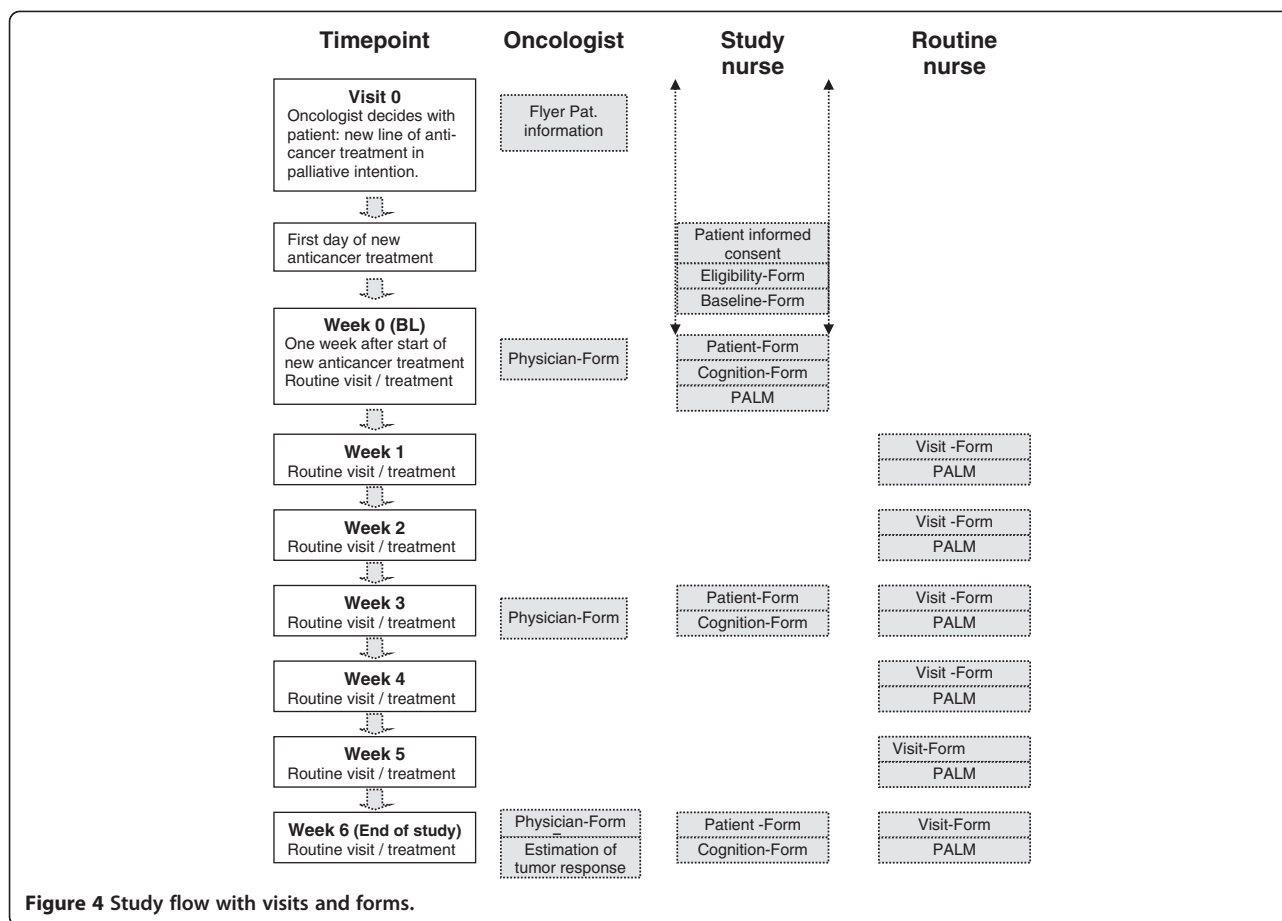 Timepoint Oncologist Study Routine
nurse nurse
Visit 0
Oncologist decides with
patient: new line of anti-
cancer treatment in
palliative intention.
Flyer Pat.
information
First day of new
anticancer treatment
Patient informed
consent
Eligibility-Form
Baseline-Form
Week 0 (BL)
One week after start of
new anticancer treatment
Routine visit / treatment
Physician-Form
Patient-Form
Cognition-Form
PALM
Week 1
Routine visit / treatment
Visit -Form
PALM
Week 2
Routine visit / treatment
Visit -Form
PALM
Week 3
Routine visit / treatment
Physician-Form
Patient-Form
Cognition-Form
Visit -Form
PALM
Week 4
Routine visit / treatment
Visit -Form
PALM
Week 5
Routine visit / treatment
Visit-Form
PALM
Week 6 (End of study)
Routine visit / treatment
Physician-Form
Estimation of
tumor response
Patient -Form
Cognition-Form
Visit-Form
PALM
Figure 4 Study flow with visits and forms.